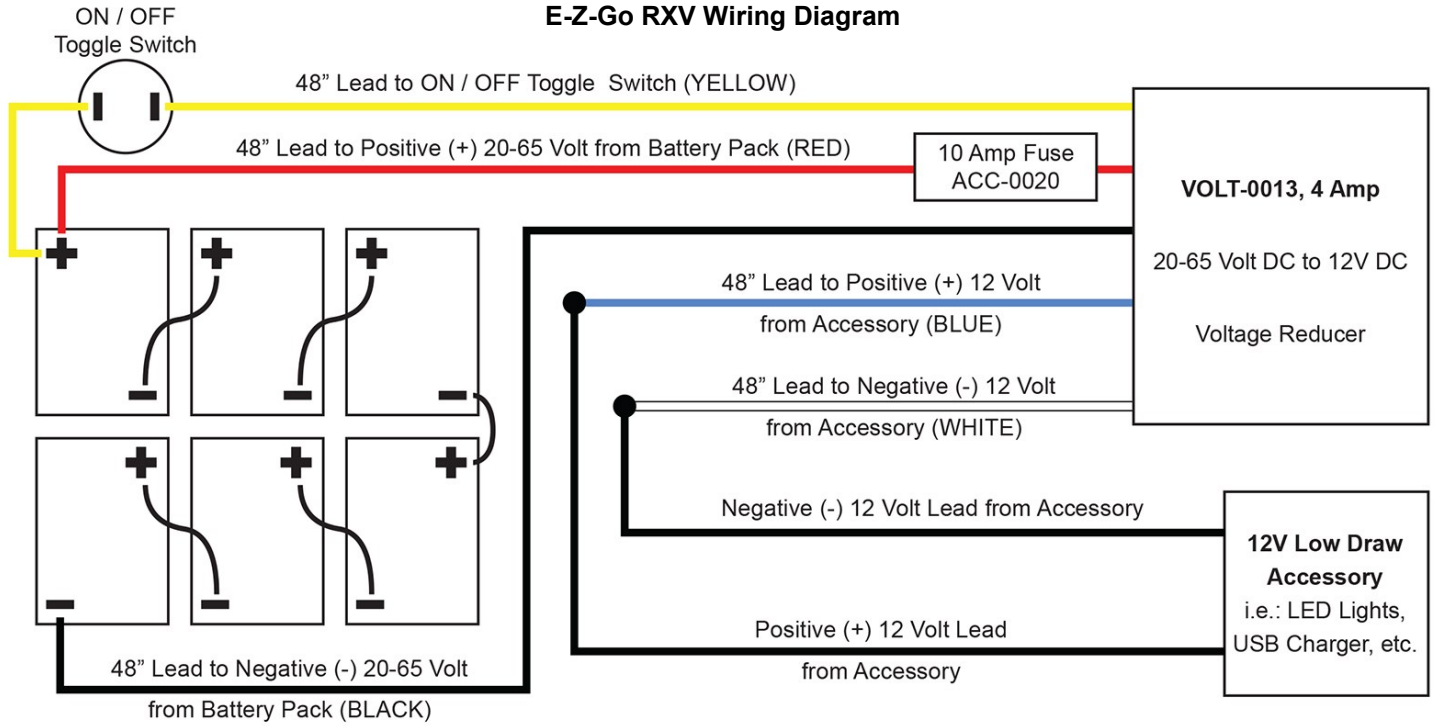 E-Z-Go RXV Wiring Diagram
ON / OFF
Toggle Switch
48” Lead to ON / OFF Toggle Switch (YELLOW)
48” Lead to Positive (+) 20-65 Volt from Battery Pack (RED)
10 Amp Fuse
ACC-0020
VOLT-0013, 4 Amp
20-65 Volt DC to 12V DC
Voltage Reducer
48” Lead to Positive (+) 12 Volt
from Accessory (BLUE)
48” Lead to Negative (-) 12 Volt
from Accessory (WHITE)
Negative (-) 12 Volt Lead from Accessory
12V Low Draw
Accessory
i.e.: LED Lights,
USB Charger, etc.
Positive (+) 12 Volt Lead
from Accessory
48” Lead to Negative (-) 20-65 Volt
from Battery Pack (BLACK)